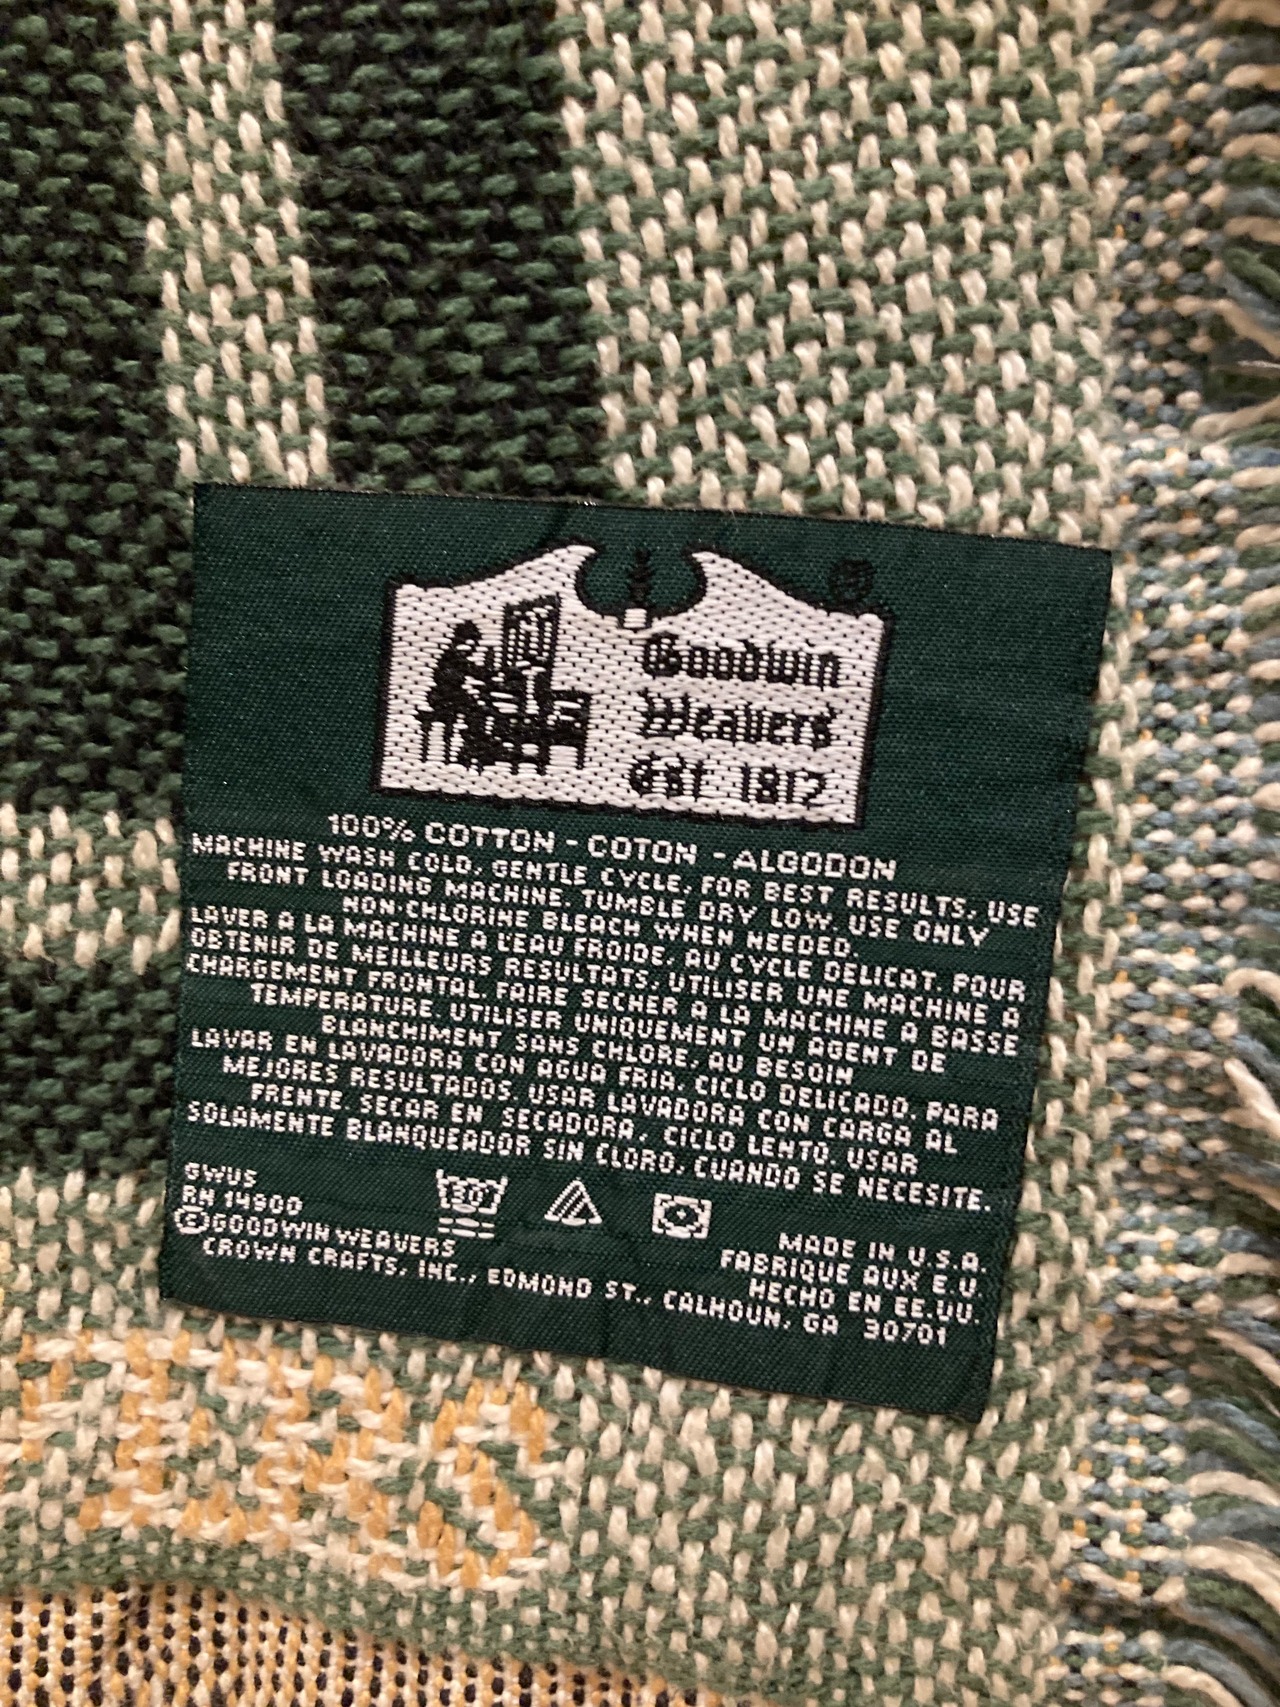 Goodwin
Weavers
Est 1812
100% COTTON - COTON - ALGODON
MACHINE WASH COLD, GENTLE CYCLE, FOR BEST RESULTS, USE
FRONT LOADING MACHINE. TUMBLE DRY LOW. USE ONLY
NON-CHLORINE BLEACH WHEN NEEDED.
LAVER A LA MACHINE A L'EAU FROIDE, AU CYCLE DELICAT. POUR
OBTENIR DE MEILLEURS RESULTATS, UTILISER UNE MACHINE A
CHARGEMENT FRONTAL. FAIRE SECHER A LA MACHINE A BASSE
TEMPERATURE. UTILISER UNIQUEMENT UN AGENT DE
BLANCHIMENT SANS CHLORE, AU BESOIN
LAVAR EN LAVADORA CON AGUA FRIA. CICLO DELICADO. PARA
MEJORES RESULTADOS, USAR LAVADORA CON CARGA AL
FRENTE. SECAR EN SECADORA, CICLO LENTO. USAR
SOLAMENTE BLANQUEADOR SIN CLORO, CUANDO SE NECESITE.
GWUS
RN 14900
©GOODWIN WEAVERS
CROWN CRAFTS, INC., EDMOND ST., CALHOUN, GA 30701
30
MADE IN U.S.A.
FABRIQUE AUX E.U.
HECHO EN EE.UU.